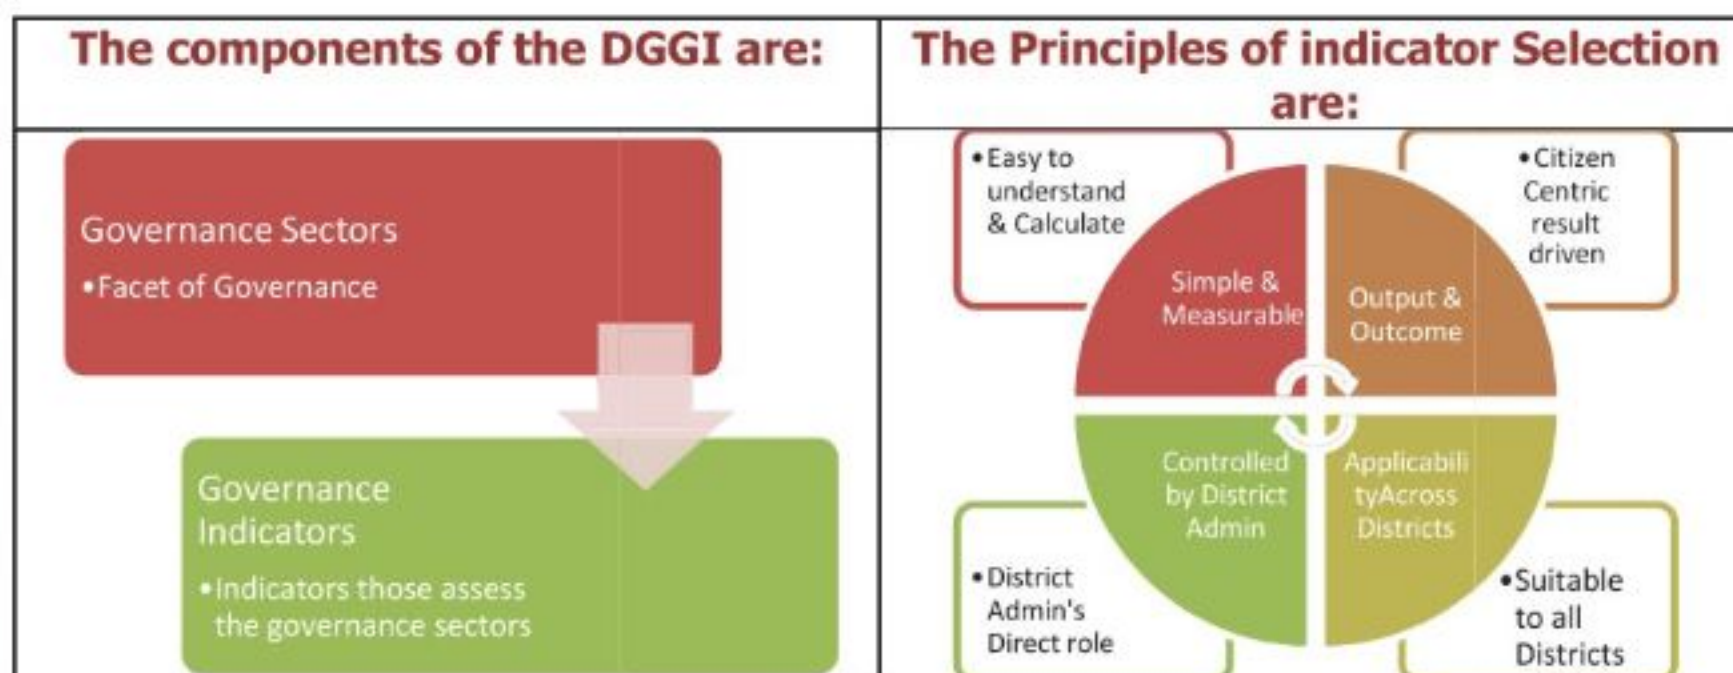 The components of the DGGI are:
The Principles of indicator Selection
are:
Governance Sectors
•Facet of Governance
Governance
Indicators
•Indicators those assess
the governance sectors
•Easy to
understand
& Calculate
•Citizen
Centric
result
driven
Simple &
Measurable
Output &
Outcome
Controlled
by District
Admin
Applicabili
tyAcross
Districts
•District
Admin's
Direct role
•Suitable
to all
Districts